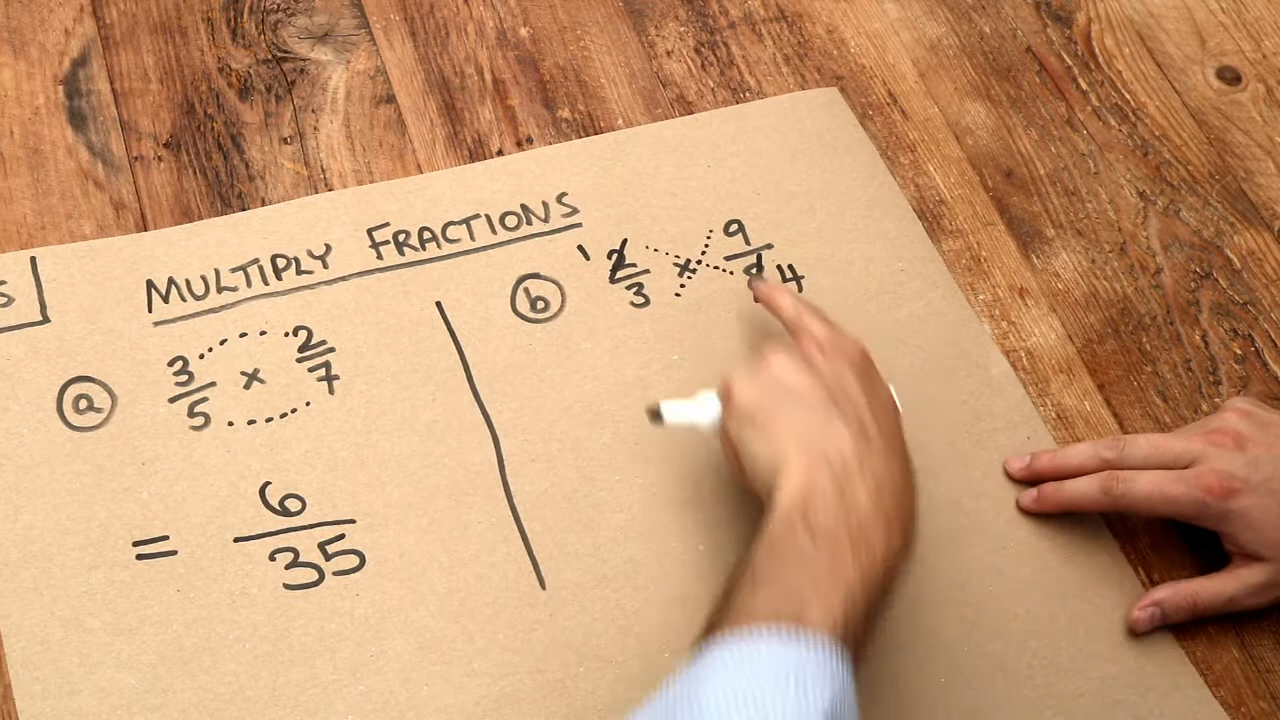 S
MULTIPLY FRACTIONS
a 3/5 × 2/7
= 6/35
b 1 2/3 × 9/8 4